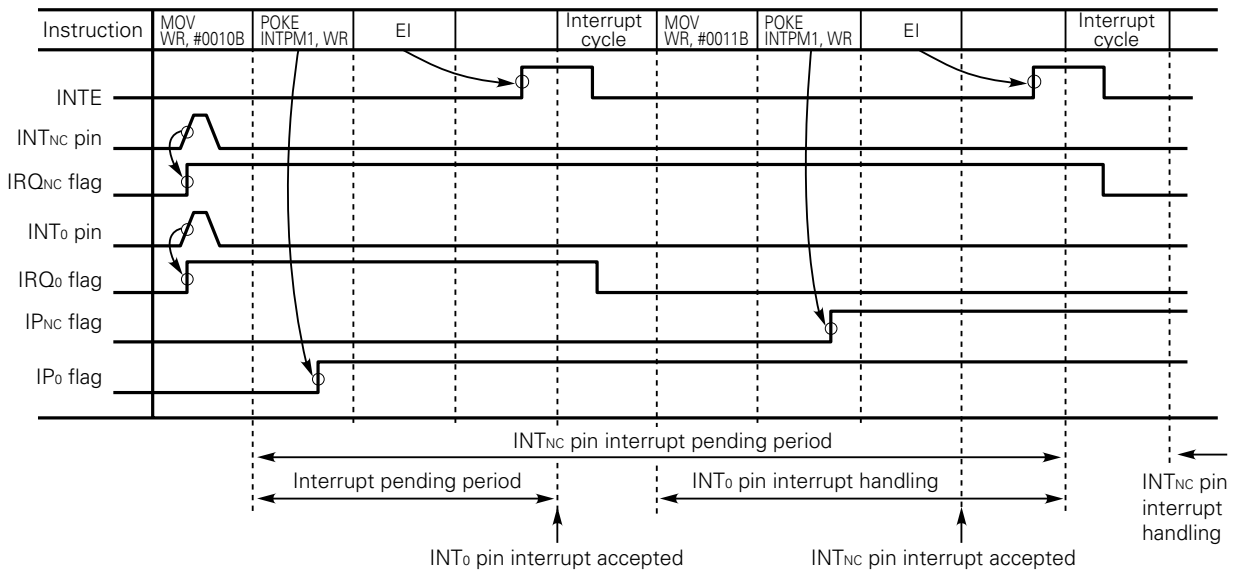 Instruction
MOV
WR, #0010B
POKE
INTPM1, WR
EI
Interrupt
cycle
MOV
WR, #0011B
POKE
INTPM1, WR
EI
Interrupt
cycle
INTE
INTNC pin
IRQNC flag
INT0 pin
IRQ0 flag
IPNC flag
IP0 flag
INTNC pin interrupt pending period
Interrupt pending period
INT0 pin interrupt handling
INTNC pin
interrupt
handling
INT0 pin interrupt accepted
INTNC pin interrupt accepted